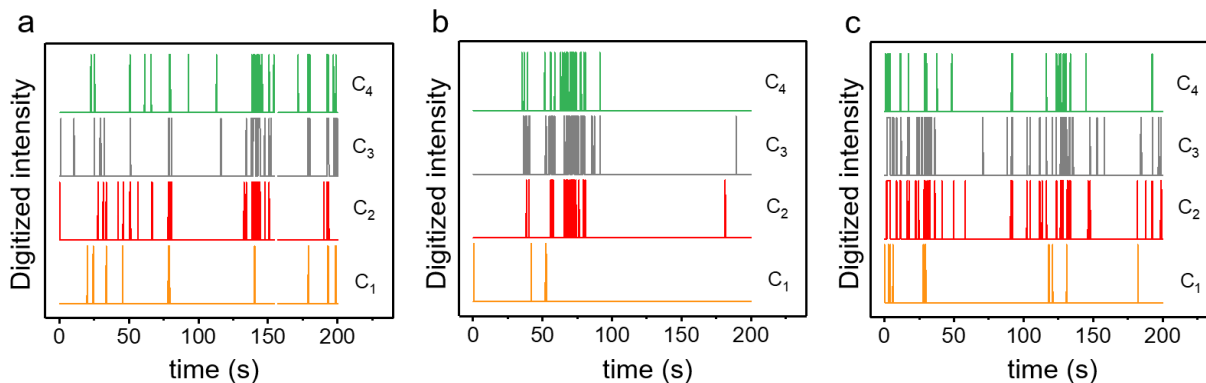 a
Digitized intensity
C4
C3
C2
C1
0 50 100 150 200
time (s)
b
Digitized intensity
C4
C3
C2
C1
0 50 100 150 200
time (s)
c
Digitized intensity
C4
C3
C2
C1
0 50 100 150 200
time (s)